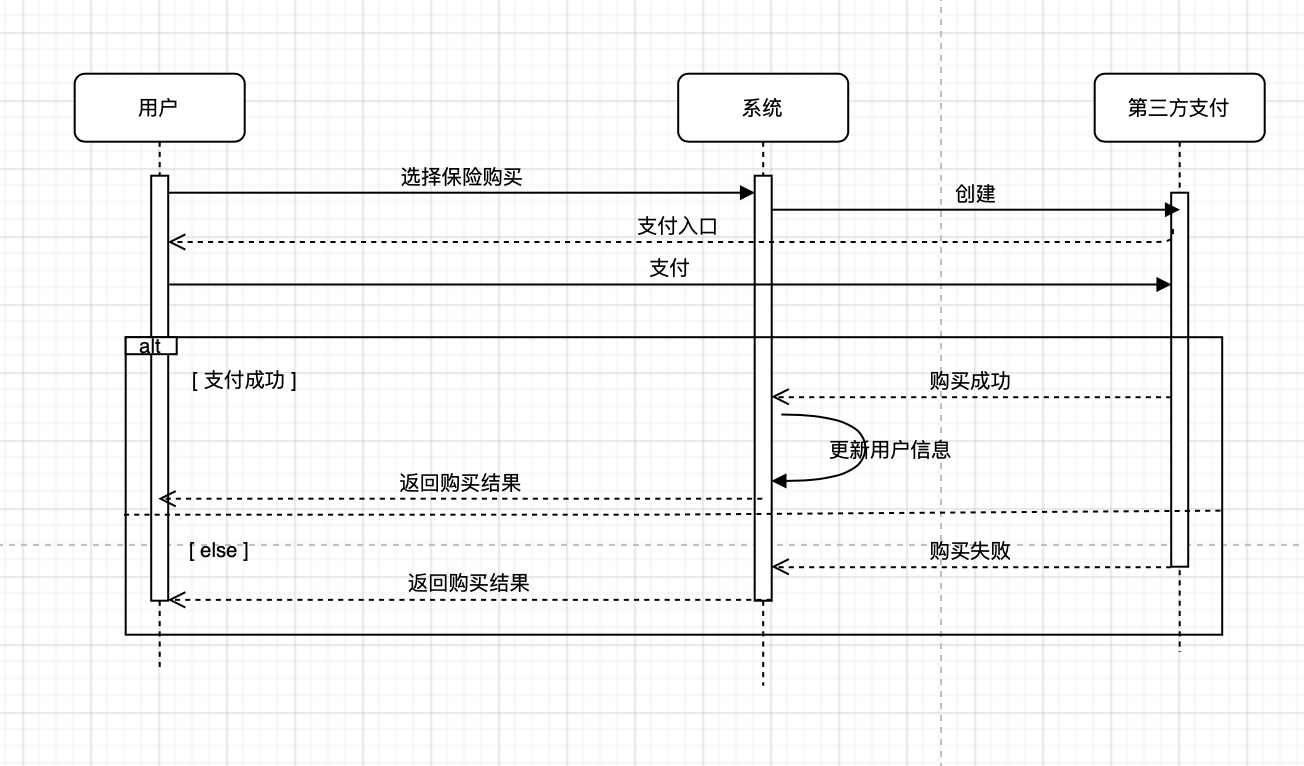 用户
系统
第三方支付
选择保险购买
创建
支付入口
支付
alt
[ 支付成功 ]
购买成功
更新用户信息
返回购买结果
[ else ]
购买失败
返回购买结果